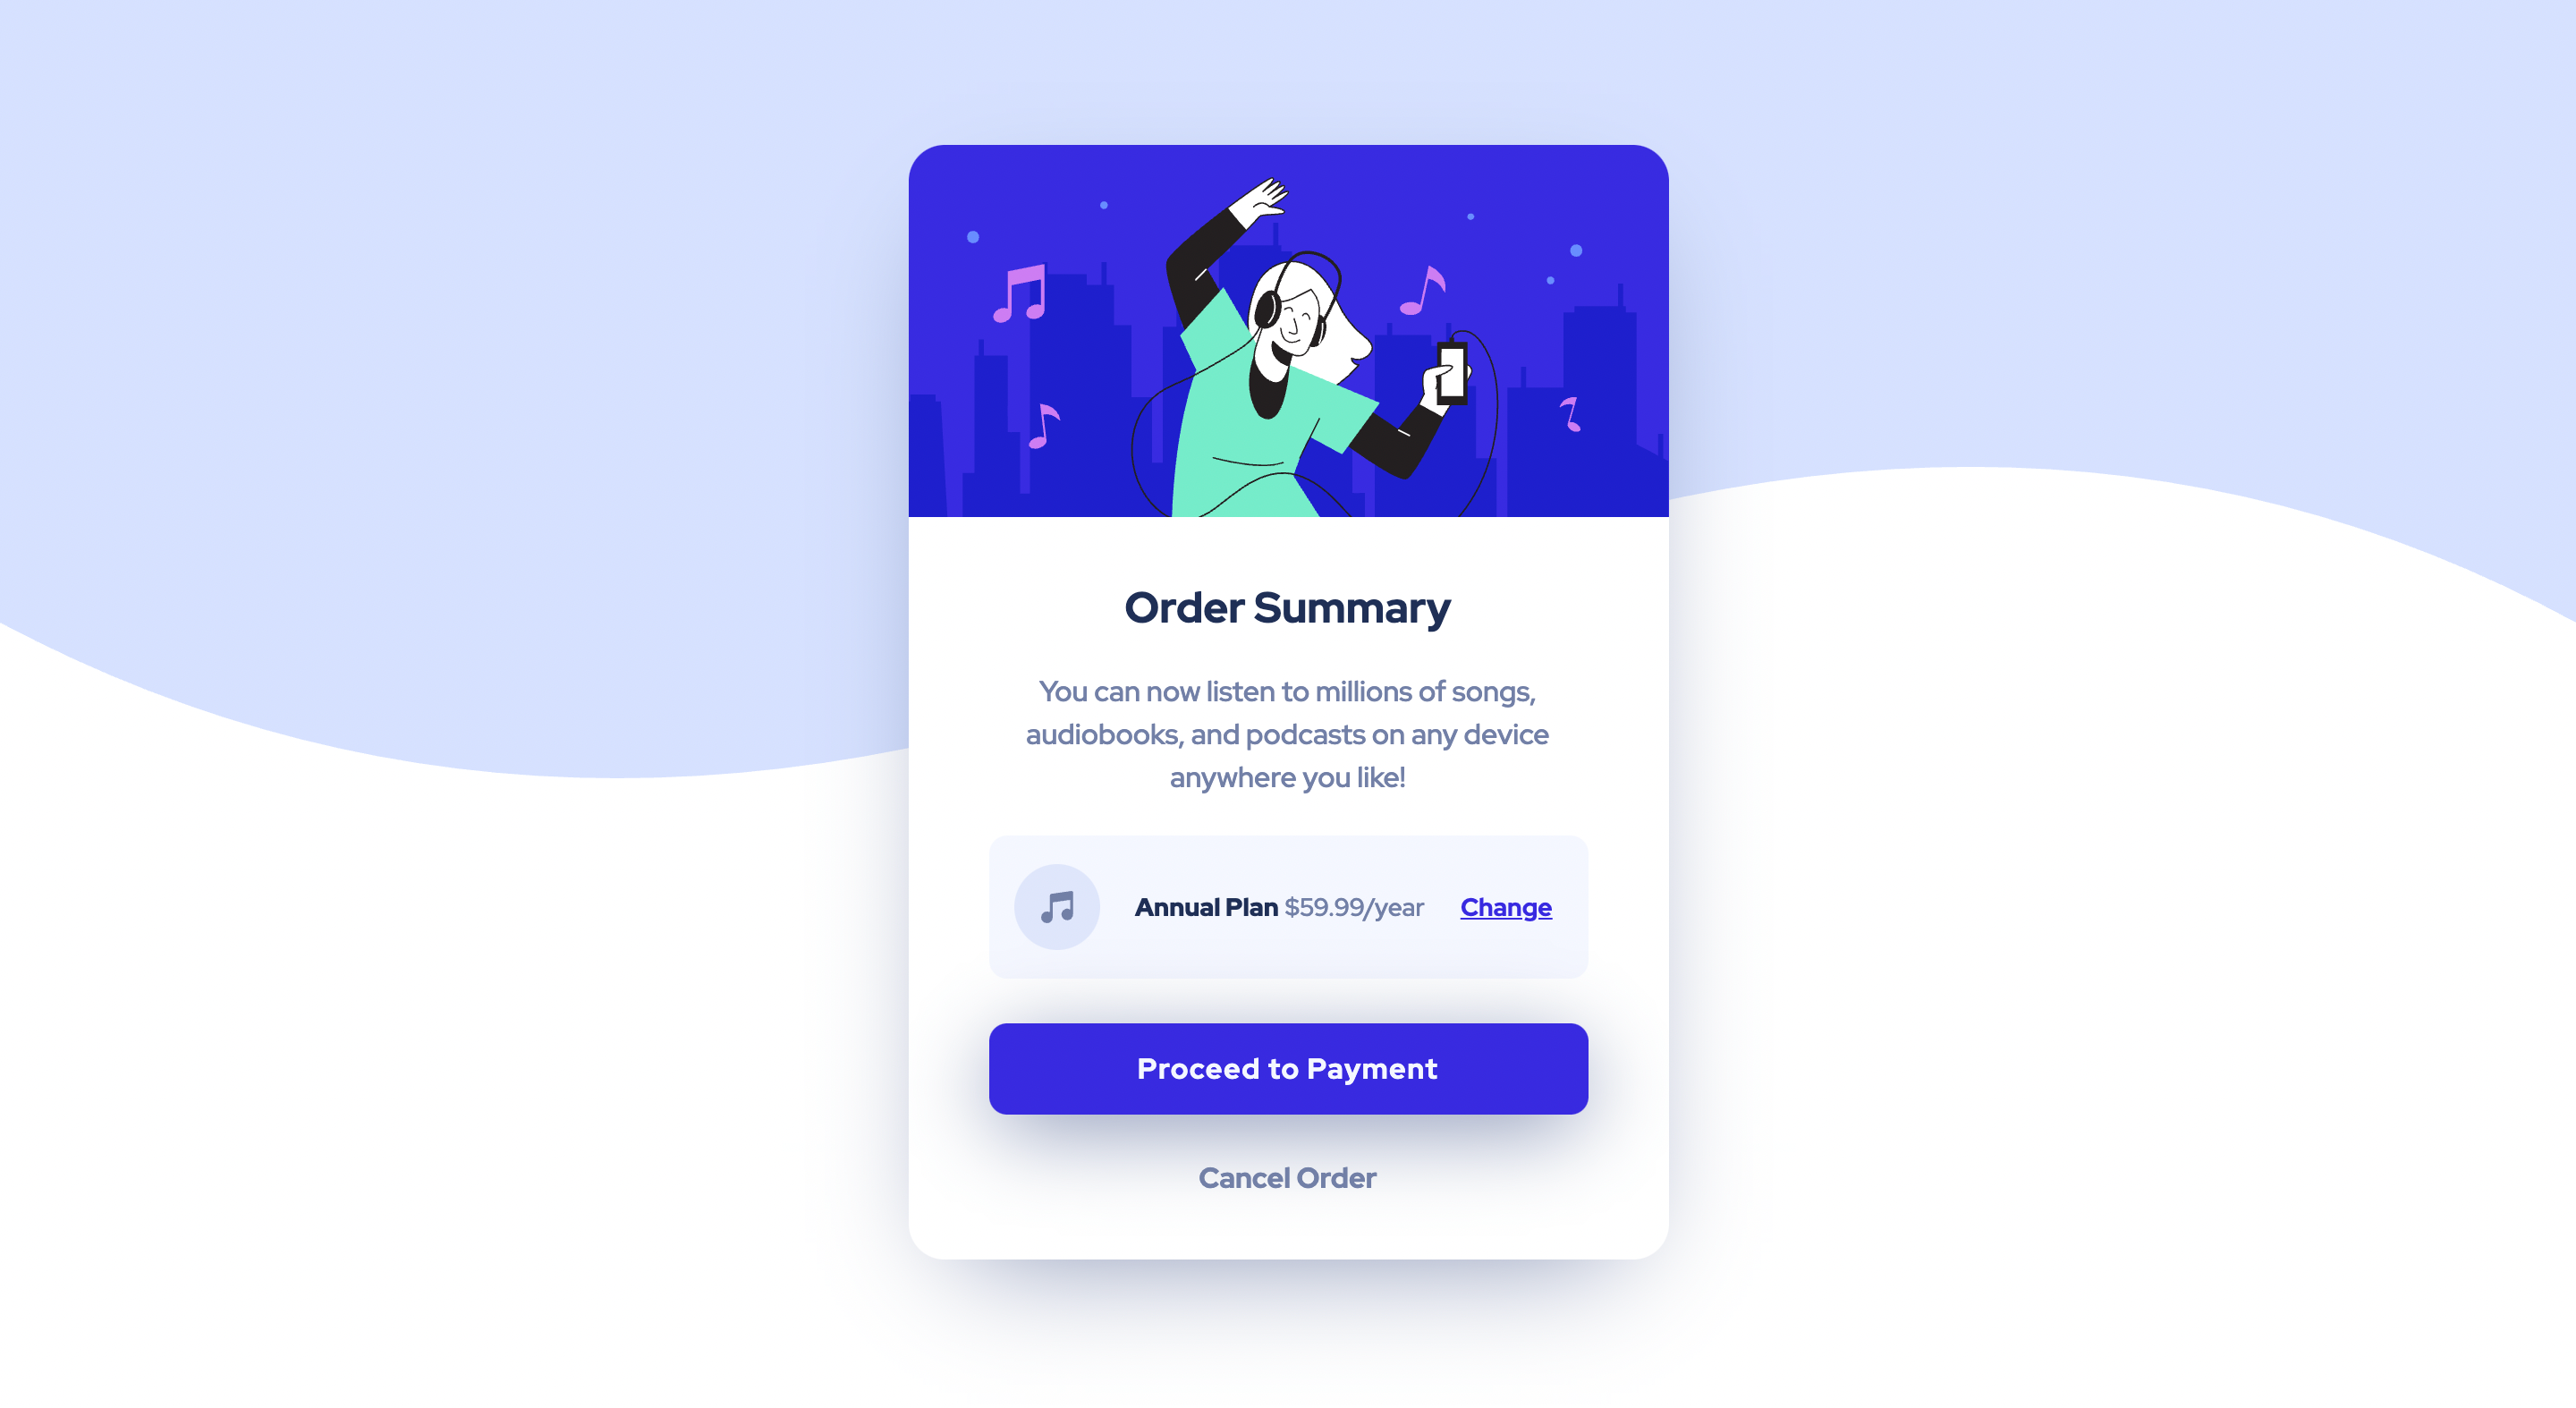 Order Summary
You can now listen to millions of songs,
audiobooks, and podcasts on any device
anywhere you like!
Annual Plan $59.99/year Change
Proceed to Payment
Cancel Order